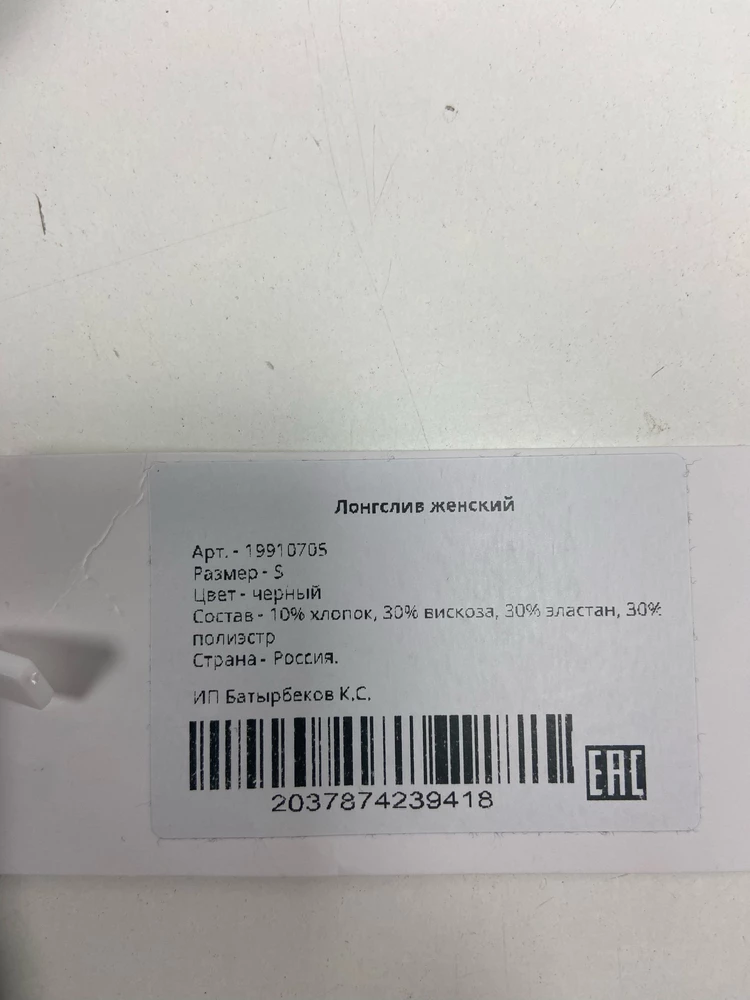 Лонгслив женский
Арт. - 19910705
Размер - S
Цвет - черный
Состав - 10% хлопок, 30% вискоза, 30% эластан, 30%
полиэстр
Страна - Россия.
ИП Батырбеков К.С.
2037874239418
EAC